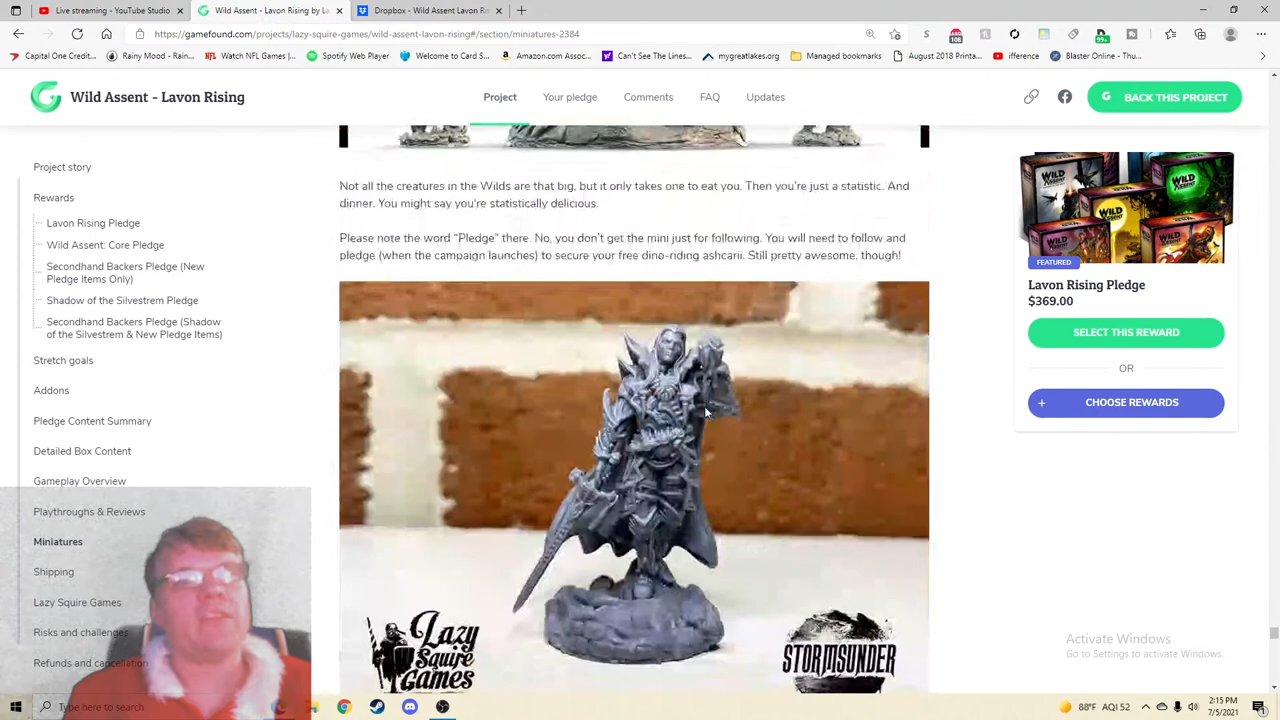 Live streaming - YouTube Studio
Wild Assent - Lavon Rising by La
Dropbox - Wild Assent Lavon Ri
https://gamefound.com/projects/lazy-squire-games/wild-assent-lavon-rising#/section/miniatures-2384
108
99+
Capital One Credit...
Rainy Mood - Rain...
Watch NFL Games |...
Spotify Web Player
Welcome to Card S...
Amazon.com: Assoc...
Can't See The Lines...
mygreatlakes.org
Managed bookmarks
August 2018 Printa...
ifference
Blaster Online - Thu...
Wild Assent - Lavon Rising
Project
Your pledge
Comments
FAQ
Updates
BACK THIS PROJECT
Project story
Rewards
Lavon Rising Pledge
Wild Assent: Core Pledge
Secondhand Backers Pledge (New
Pledge Items Only)
Shadow of the Silvestrem Pledge
Secondhand Backers Pledge (Shadow
of the Silvestrem & New Pledge Items)
Stretch goals
Addons
Pledge Content Summary
Detailed Box Content
Gameplay Overview
Playthroughs & Reviews
Miniatures
Shipping
Lazy Squire Games
Risks and challenges
Refunds and cancellation
Not all the creatures in the Wilds are that big, but it only takes one to eat you. Then you're just a statistic. And
dinner. You might say you're statistically delicious.
Please note the word "Pledge" there. No, you don't get the mini just for following. You will need to follow and
pledge (when the campaign launches) to secure your free dino-riding ashcarii. Still pretty awesome, though!
Lazy
Squire
Games
STORMSUNDER
WILD
ASSENT
WILD
ASSENT
WILD
ASSENT
FEATURED
Lavon Rising Pledge
$369.00
SELECT THIS REWARD
OR
+ CHOOSE REWARDS
Activate Windows
Go to Settings to activate Windows.
Type here to search
88°F AQI 52
2:15 PM
7/5/2021